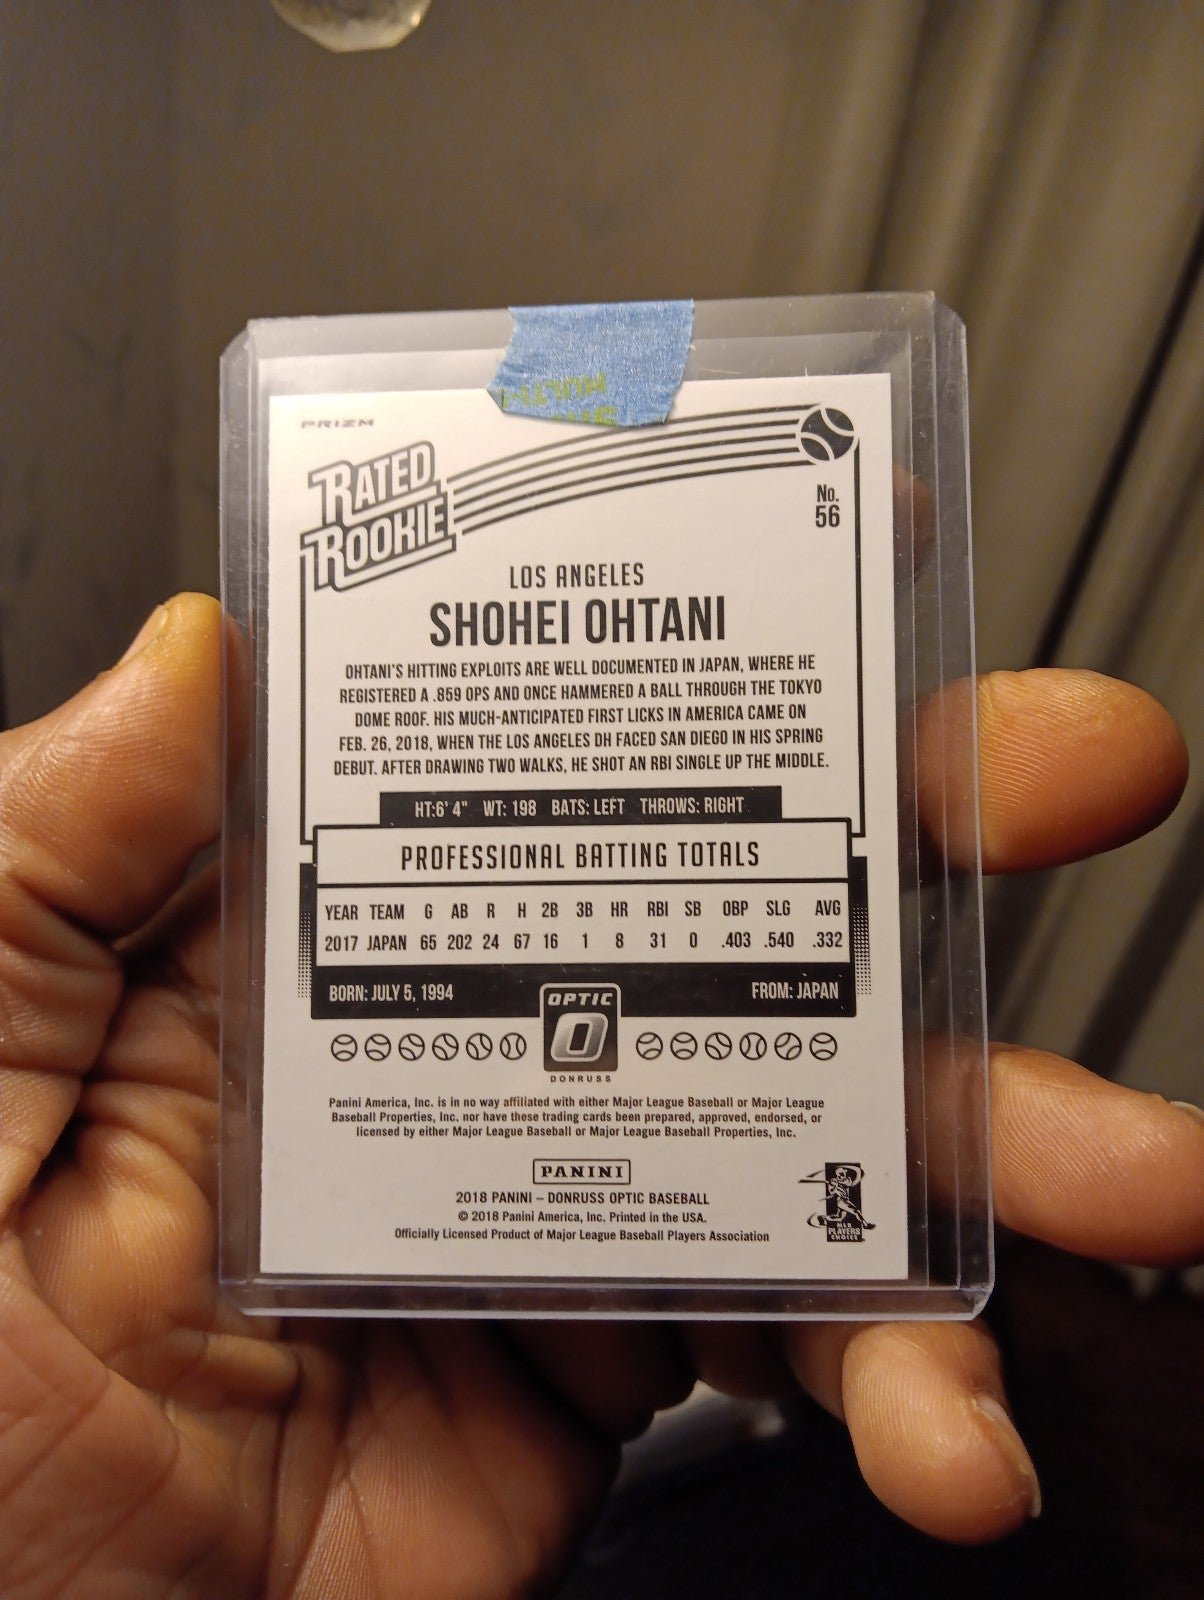 PRIZM
RATED
ROOKIE
No.
56
LOS ANGELES
SHOHEI OHTANI
OHTANI'S HITTING EXPLOITS ARE WELL DOCUMENTED IN JAPAN, WHERE HE
REGISTERED A .859 OPS AND ONCE HAMMERED A BALL THROUGH THE TOKYO
DOME ROOF. HIS MUCH-ANTICIPATED FIRST LICKS IN AMERICA CAME ON
FEB. 26, 2018, WHEN THE LOS ANGELES DH FACED SAN DIEGO IN HIS SPRING
DEBUT. AFTER DRAWING TWO WALKS, HE SHOT AN RBI SINGLE UP THE MIDDLE.
HT:6' 4" WT: 198 BATS: LEFT THROWS: RIGHT
PROFESSIONAL BATTING TOTALS
YEAR TEAM G AB R H 2B 3B HR RBI SB OBP SLG AVG
2017 JAPAN 65 202 24 67 16 1 8 31 0 .403 .540 .332
BORN: JULY 5, 1994 FROM: JAPAN
OPTIC
DONRUSS
Panini America, Inc. is in no way affiliated with either Major League Baseball or Major League
Baseball Properties, Inc. nor have these trading cards been prepared, approved, endorsed, or
licensed by either Major League Baseball or Major League Baseball Properties, Inc.
PANINI
2018 PANINI – DONRUSS OPTIC BASEBALL
© 2018 Panini America, Inc. Printed in the USA.
Officially Licensed Product of Major League Baseball Players Association
MLB
PLAYERS
CHOICE